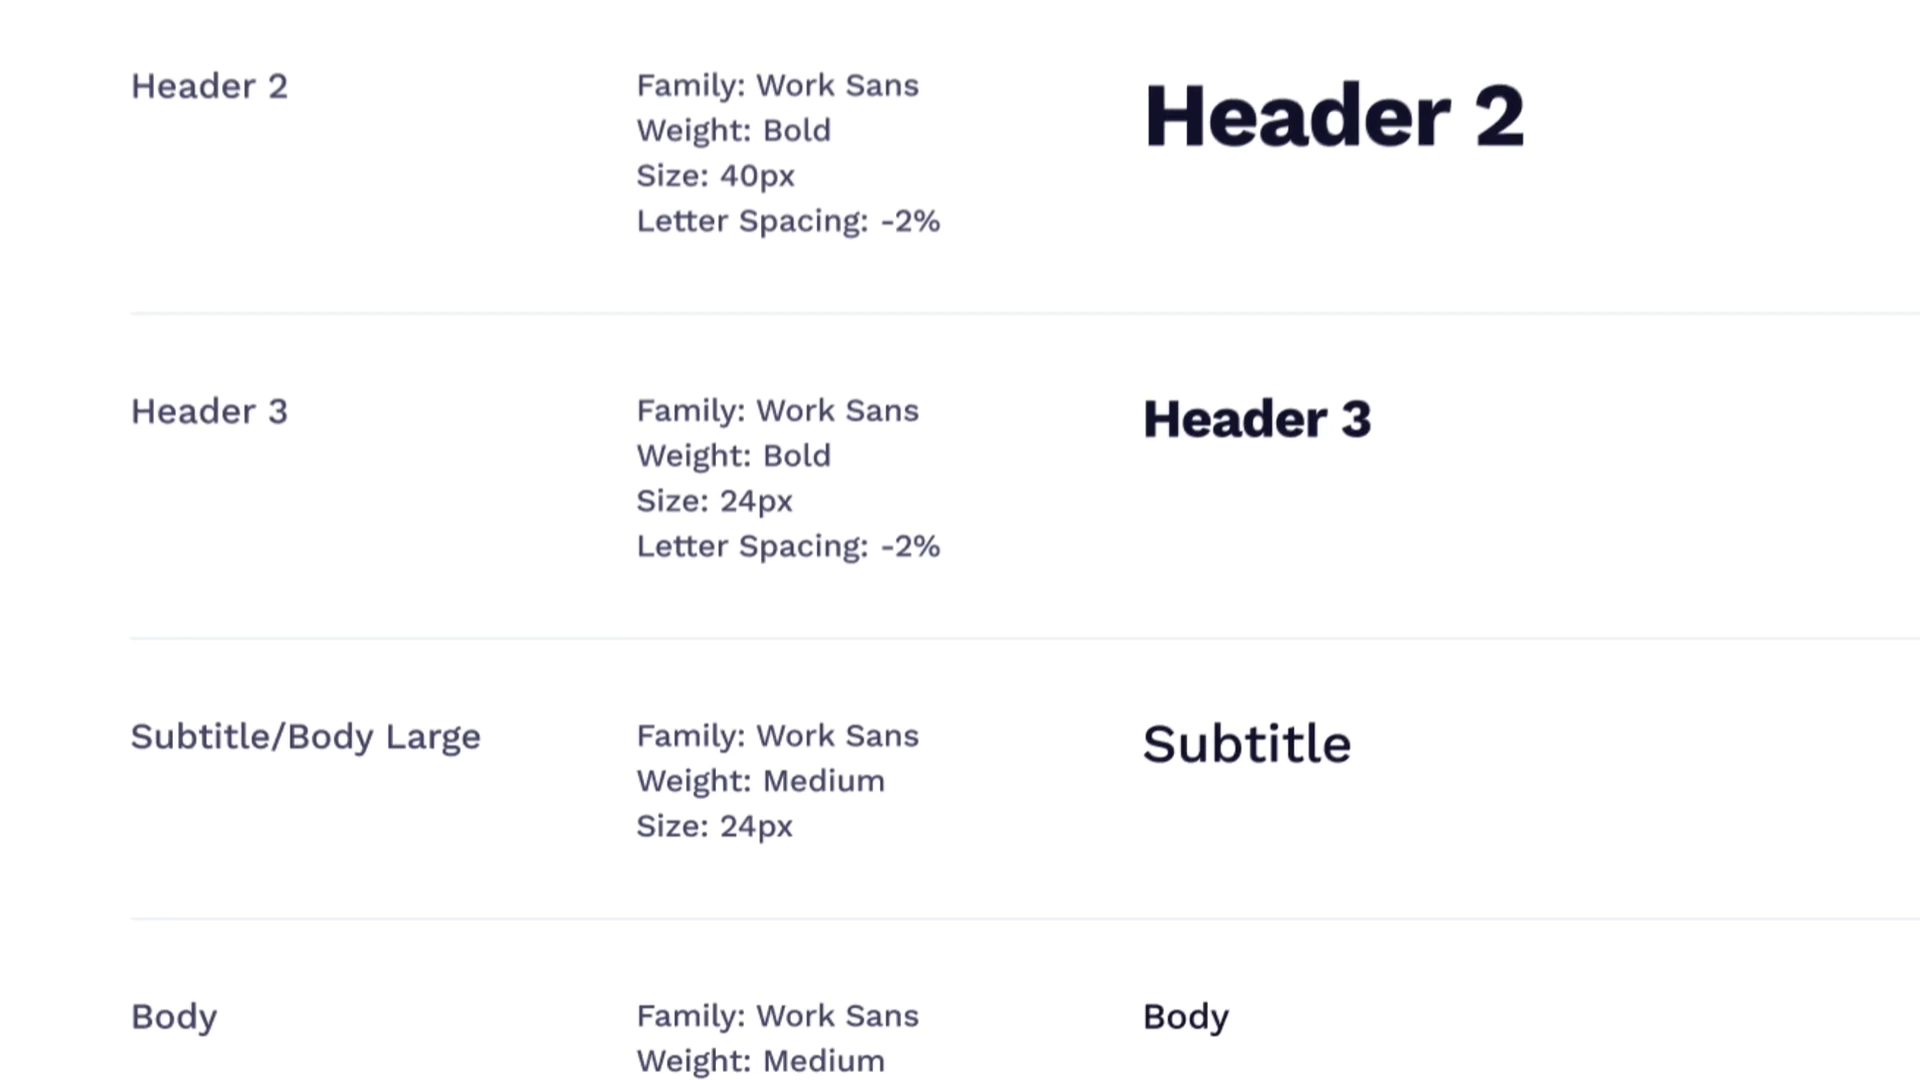 Header 2
Family: Work Sans
Weight: Bold
Size: 40px
Letter Spacing: -2%
Header 2
Header 3
Family: Work Sans
Weight: Bold
Size: 24px
Letter Spacing: -2%
Header 3
Subtitle/Body Large
Family: Work Sans
Weight: Medium
Size: 24px
Subtitle
Body
Family: Work Sans
Weight: Medium
Body